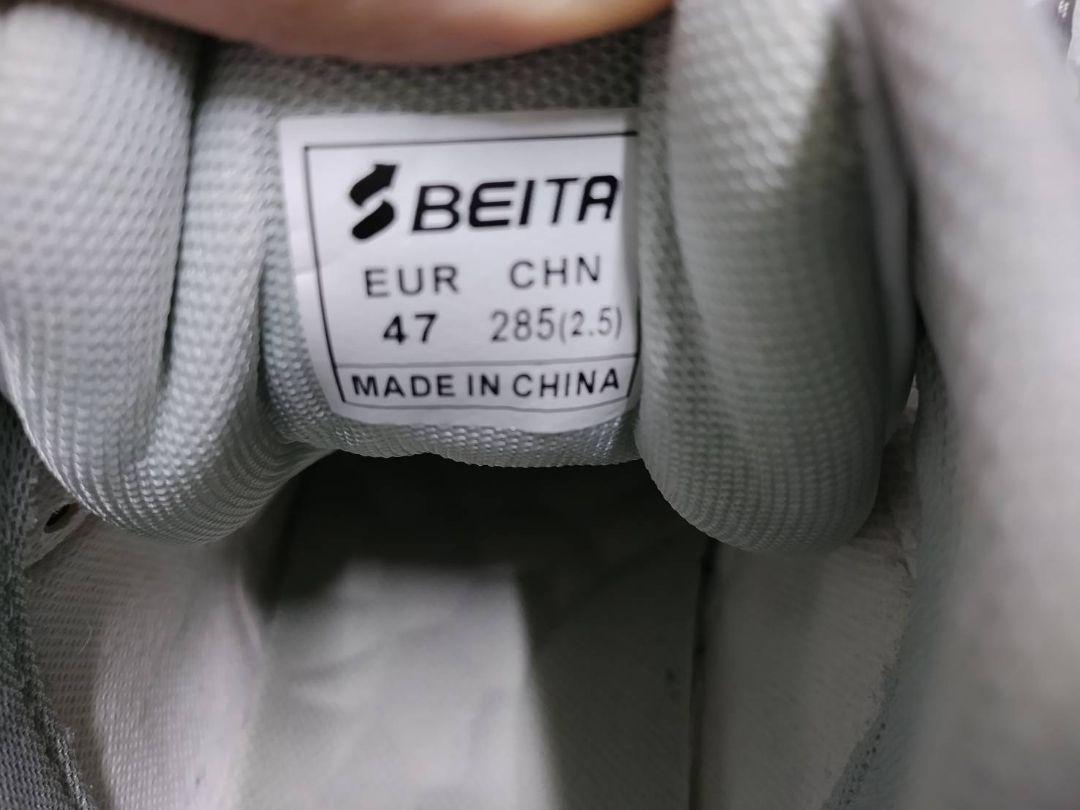 BEITA
EUR CHN
47 285(2.5)
MADE IN CHINA